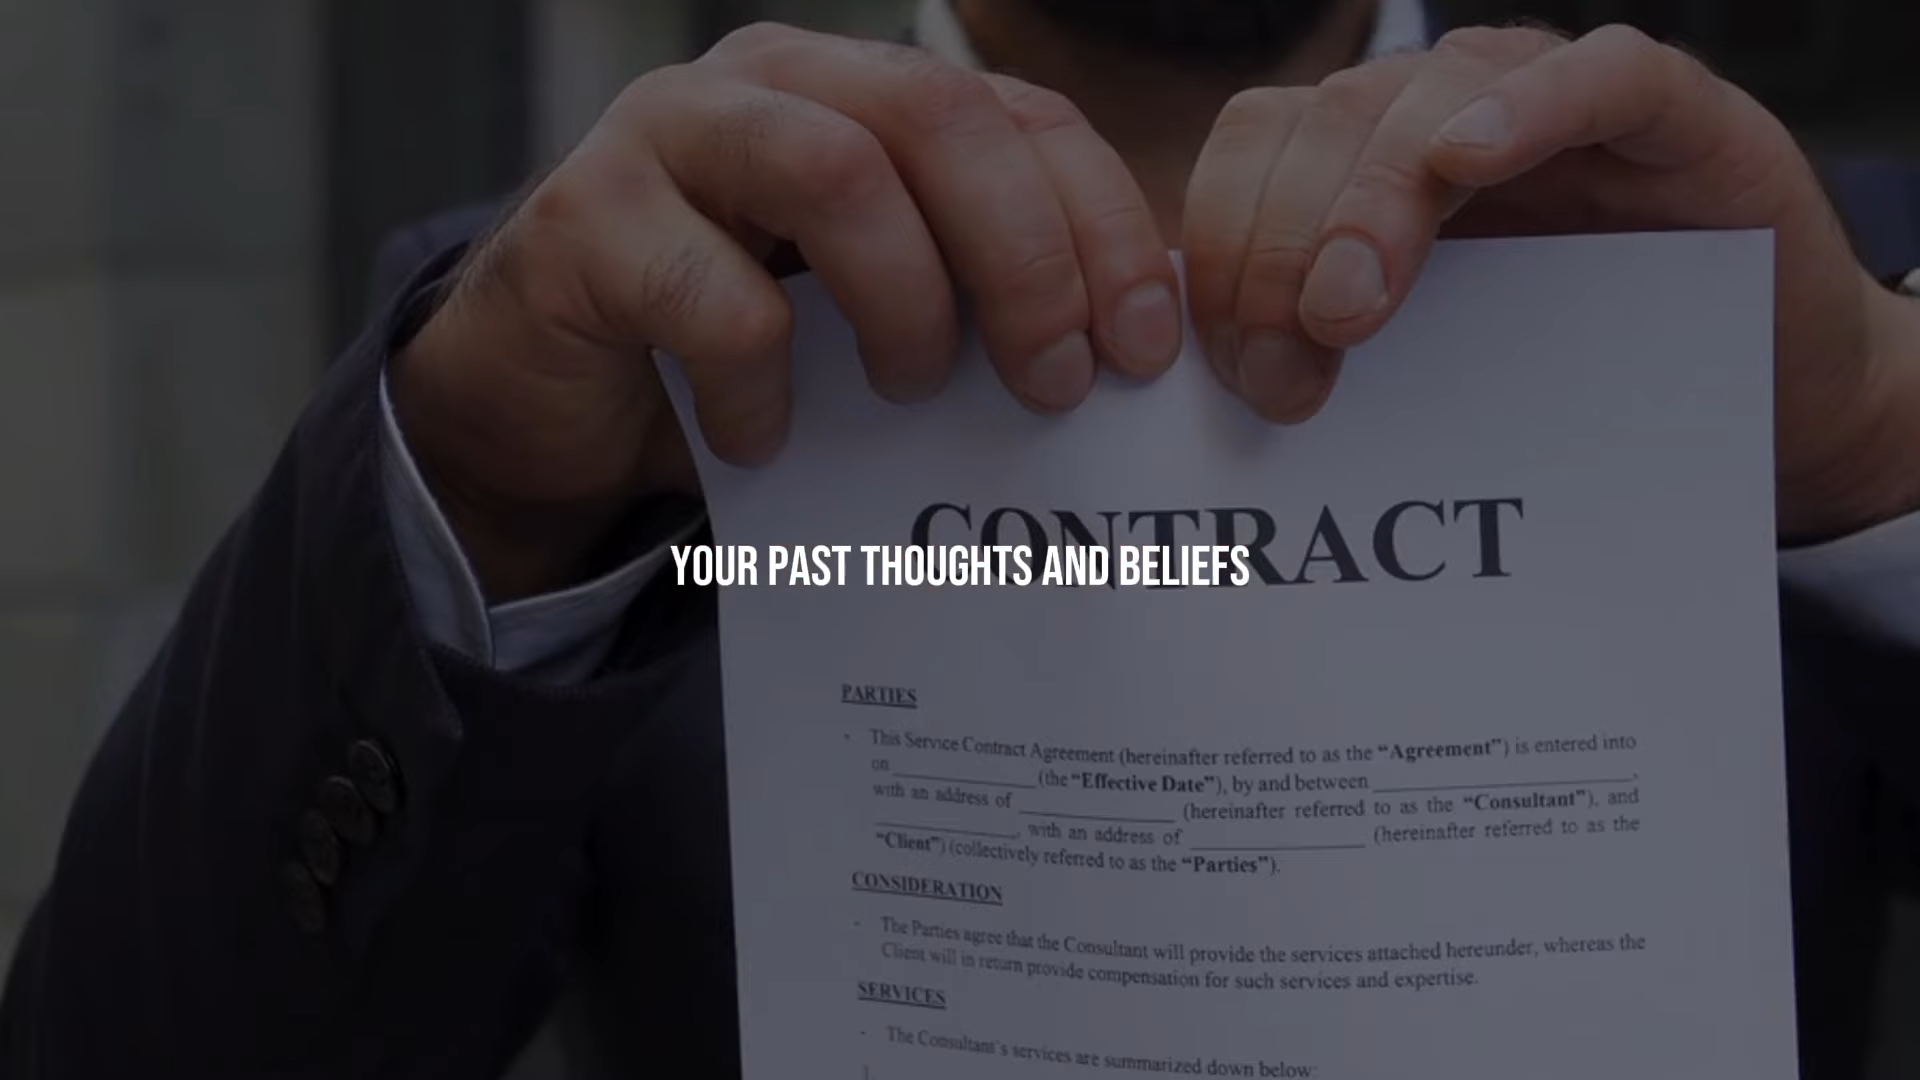 CONTRACT
YOUR PAST THOUGHTS AND BELIEFS
PARTIES
- This Service Contract Agreement (hereinafter referred to as the “Agreement”) is entered into
on ____________ (the “Effective Date”), by and between ______________________,
with an address of ______________ (hereinafter referred to as the “Consultant”), and
____________, with an address of _______________ (hereinafter referred to as the
“Client”) (collectively referred to as the “Parties”).
CONSIDERATION
- The Parties agree that the Consultant will provide the services attached hereunder, whereas the
Client will in return provide compensation for such services and expertise.
SERVICES
- The Consultant's services are summarized down below: